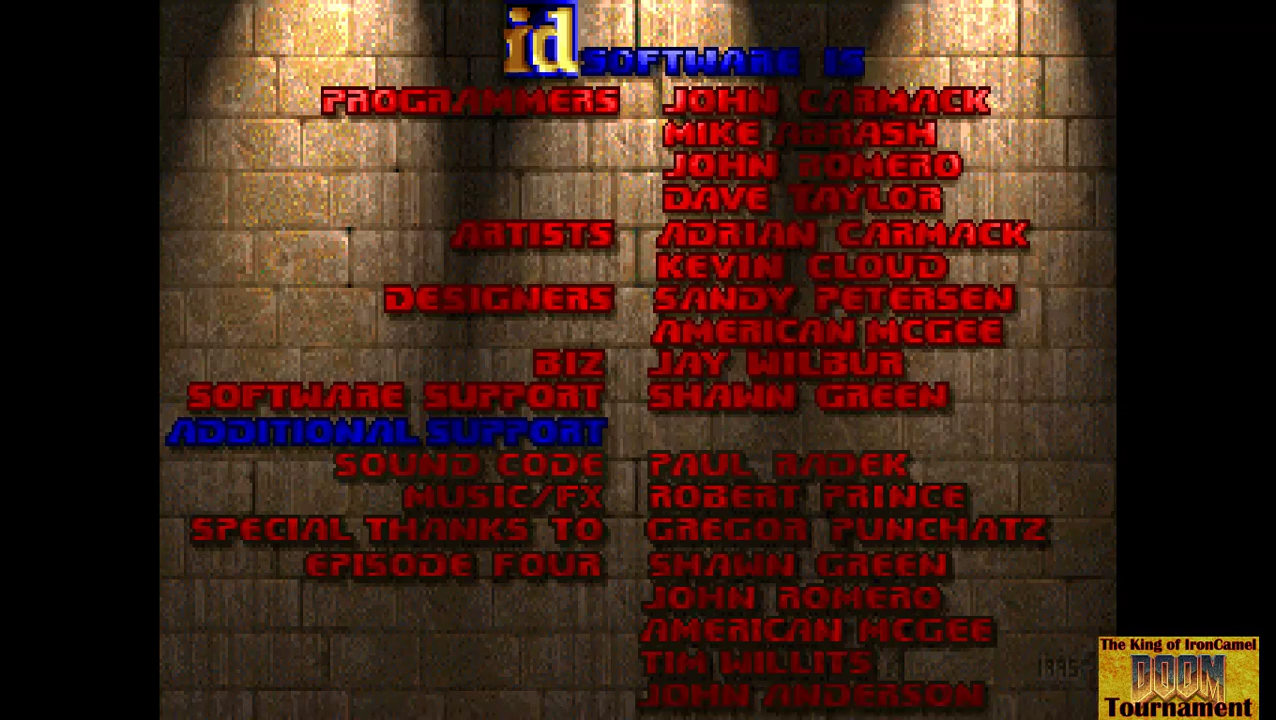 id SOFTWARE IS
PROGRAMMERS JOHN CARMACK
MIKE ABRASH
JOHN ROMERO
DAVE TAYLOR
ARTISTS ADRIAN CARMACK
KEVIN CLOUD
DESIGNERS SANDY PETERSEN
AMERICAN MCGEE
BIZ JAY WILBUR
SOFTWARE SUPPORT SHAWN GREEN
ADDITIONAL SUPPORT
SOUND CODE PAUL RADEK
MUSIC/FX ROBERT PRINCE
SPECIAL THANKS TO GREGOR PUNCHATZ
EPISODE FOUR SHAWN GREEN
JOHN ROMERO
AMERICAN MCGEE
TIM WILLITS
1995
JOHN ANDERSON
The King of IronCamel
DOOM
Tournament